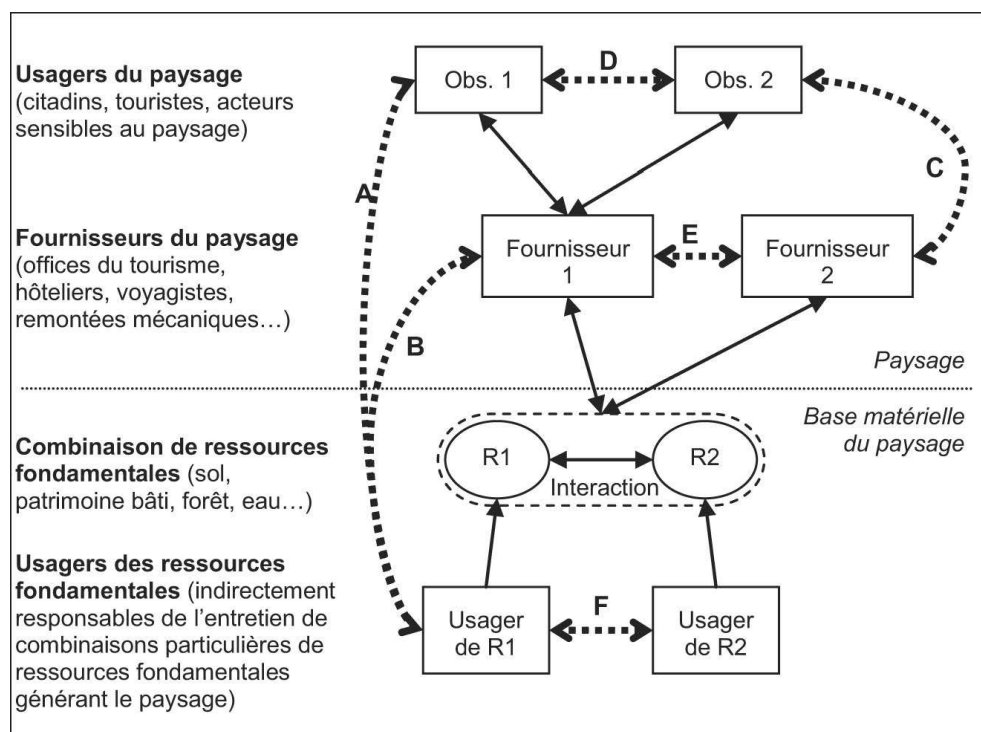 Usagers du paysage
(citadins, touristes, acteurs
sensibles au paysage)
Obs. 1
D
Obs. 2
A
C
Fournisseurs du paysage
(offices du tourisme,
hôteliers, voyagistes,
remontées mécaniques…)
Fournisseur
1
E
Fournisseur
2
B
Paysage
Base matérielle
du paysage
Combinaison de ressources
fondamentales (sol,
patrimoine bâti, forêt, eau…)
R1
R2
Interaction
Usagers des ressources
fondamentales (indirectement
responsables de l’entretien de
combinaisons particulières de
ressources fondamentales
générant le paysage)
Usager
de R1
F
Usager
de R2